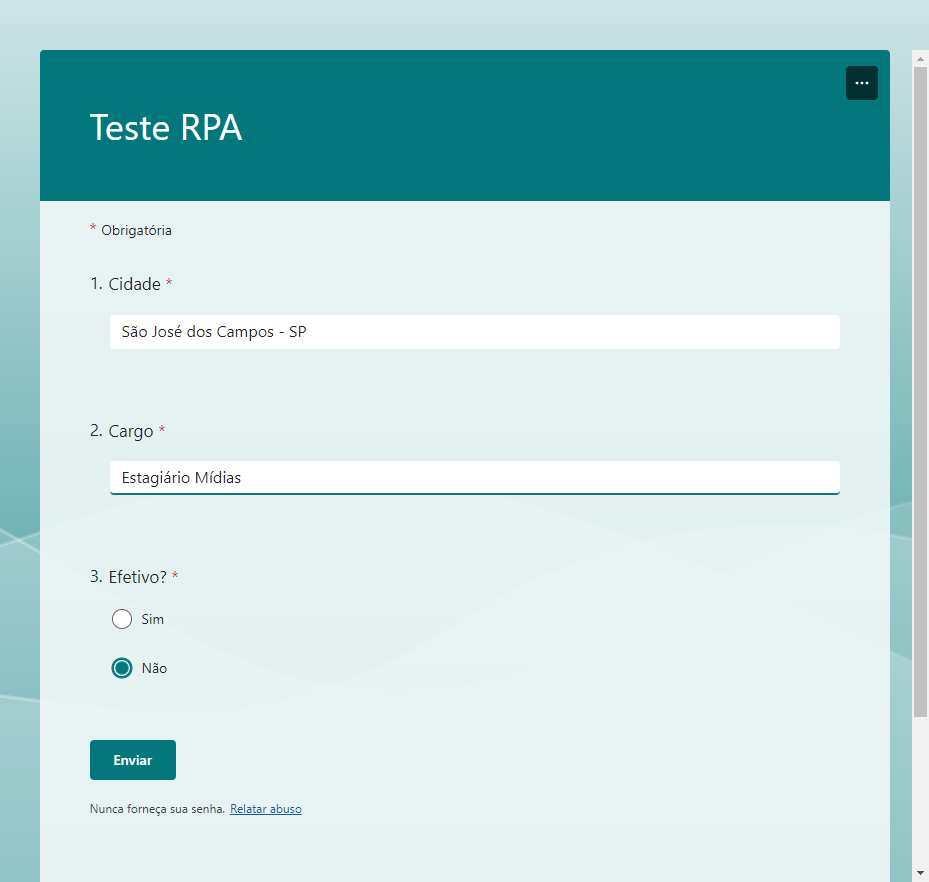 ...
Teste RPA
* Obrigatória
1. Cidade *
São José dos Campos - SP
2. Cargo *
Estagiário Mídias
3. Efetivo? *
Sim
Não
Enviar
Nunca forneça sua senha. Relatar abuso